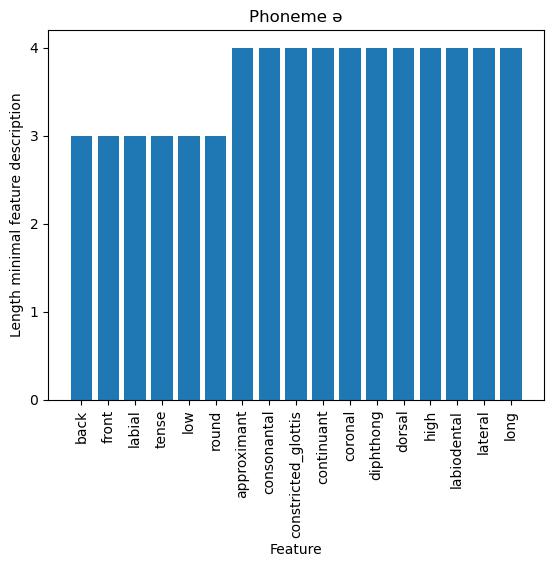 Phoneme ə
Length minimal feature description
4
3
2
1
0
back
front
labial
tense
low
round
approximant
consonantal
constricted_glottis
continuant
coronal
diphthong
dorsal
high
labiodental
lateral
long
Feature